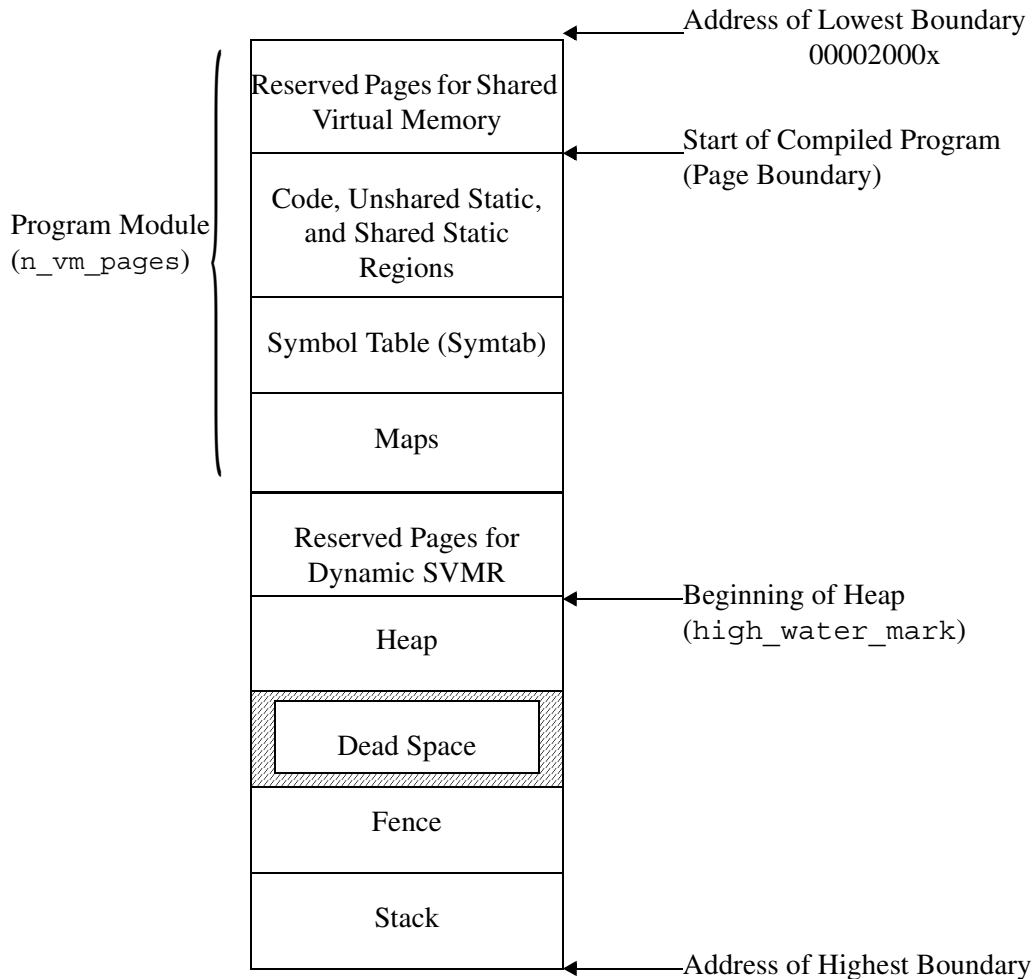 Address of Lowest Boundary
00002000x
Reserved Pages for Shared
Virtual Memory
Start of Compiled Program
(Page Boundary)
Code, Unshared Static,
and Shared Static
Regions
Program Module
(n_vm_pages)
Symbol Table (Symtab)
Maps
Reserved Pages for
Dynamic SVMR
Beginning of Heap
(high_water_mark)
Heap
Dead Space
Fence
Stack
Address of Highest Boundary